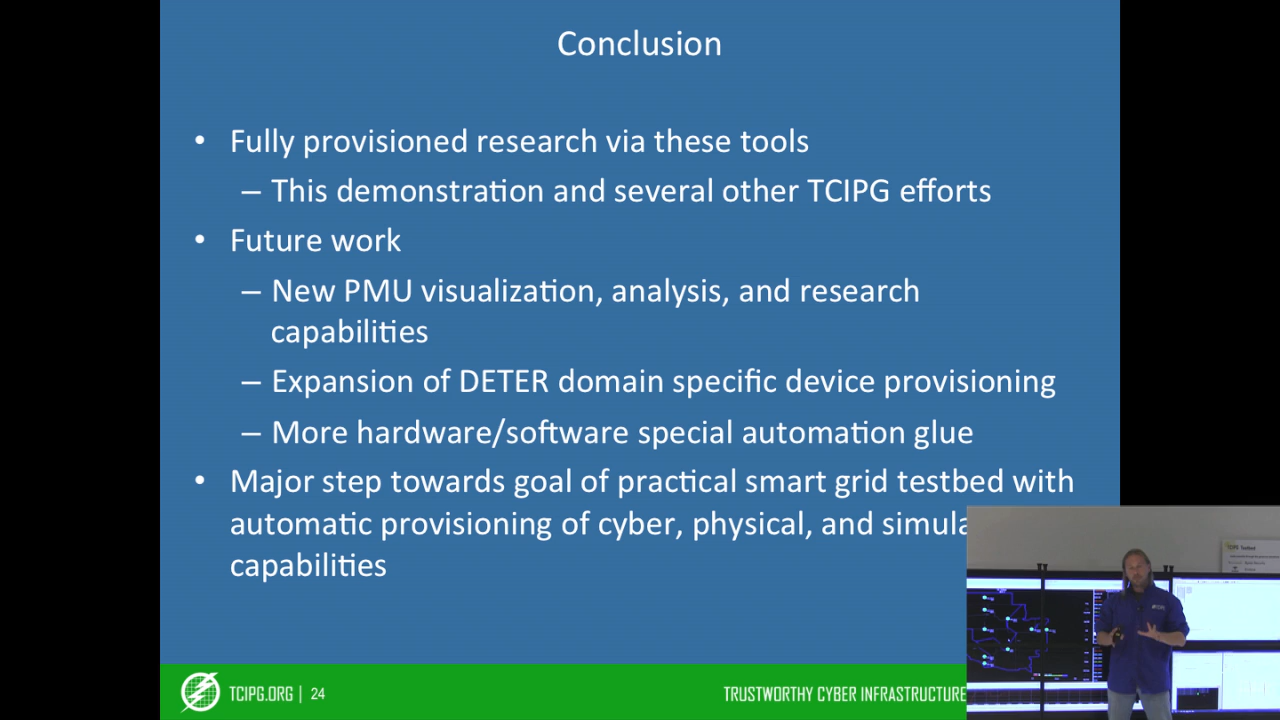 Conclusion
• Fully provisioned research via these tools
– This demonstration and several other TCIPG efforts
• Future work
– New PMU visualization, analysis, and research
capabilities
– Expansion of DETER domain specific device provisioning
– More hardware/software special automation glue
• Major step towards goal of practical smart grid testbed with
automatic provisioning of cyber, physical, and simula
capabilities
TCIPG.ORG | 24
TRUSTWORTHY CYBER INFRASTRUCTURE